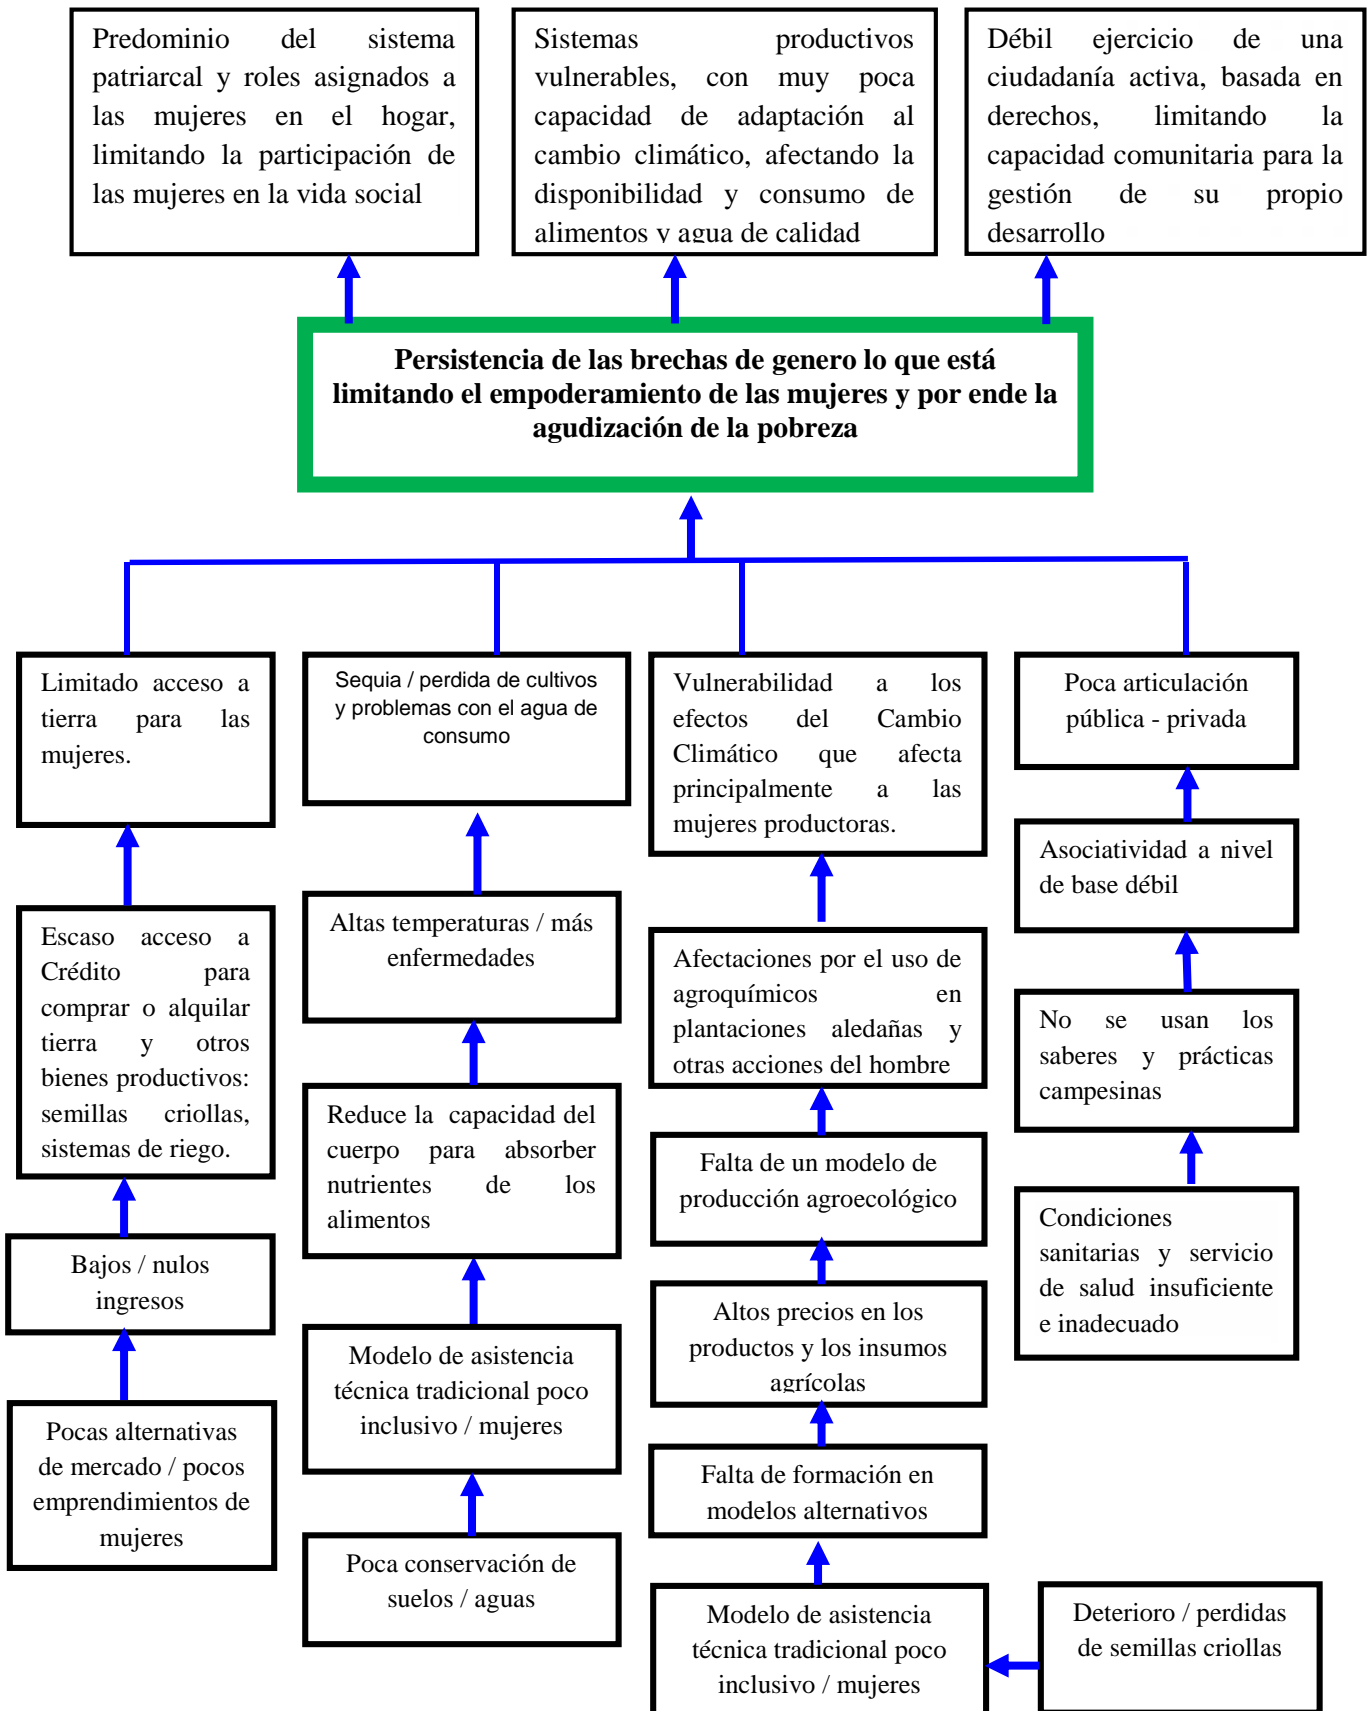 Predominio del sistema
patriarcal y roles asignados a
las mujeres en el hogar,
limitando la participación de
las mujeres en la vida social
Sistemas productivos
vulnerables, con muy poca
capacidad de adaptación al
cambio climático, afectando la
disponibilidad y consumo de
alimentos y agua de calidad
Débil ejercicio de una
ciudadanía activa, basada en
derechos, limitando la
capacidad comunitaria para la
gestión de su propio
desarrollo
Persistencia de las brechas de genero lo que está
limitando el empoderamiento de las mujeres y por ende la
agudización de la pobreza
Limitado acceso a
tierra para las
mujeres.
Sequia / perdida de cultivos
y problemas con el agua de
consumo
Vulnerabilidad a los
efectos del Cambio
Climático que afecta
principalmente a las
mujeres productoras.
Poca articulación
pública - privada
Asociatividad a nivel
de base débil
Escaso acceso a
Crédito para
comprar o alquilar
tierra y otros
bienes productivos:
semillas criollas,
sistemas de riego.
Altas temperaturas / más
enfermedades
Afectaciones por el uso de
agroquímicos en
plantaciones aledañas y
otras acciones del hombre
No se usan los
saberes y prácticas
campesinas
Reduce la capacidad del
cuerpo para absorber
nutrientes de los
alimentos
Falta de un modelo de
producción agroecológico
Condiciones
sanitarias y servicio
de salud insuficiente
e inadecuado
Bajos / nulos
ingresos
Modelo de asistencia
técnica tradicional poco
inclusivo / mujeres
Altos precios en los
productos y los insumos
agrícolas
Pocas alternativas
de mercado / pocos
emprendimientos de
mujeres
Falta de formación en
modelos alternativos
Poca conservación de
suelos / aguas
Modelo de asistencia
técnica tradicional poco
inclusivo / mujeres
Deterioro / perdidas
de semillas criollas